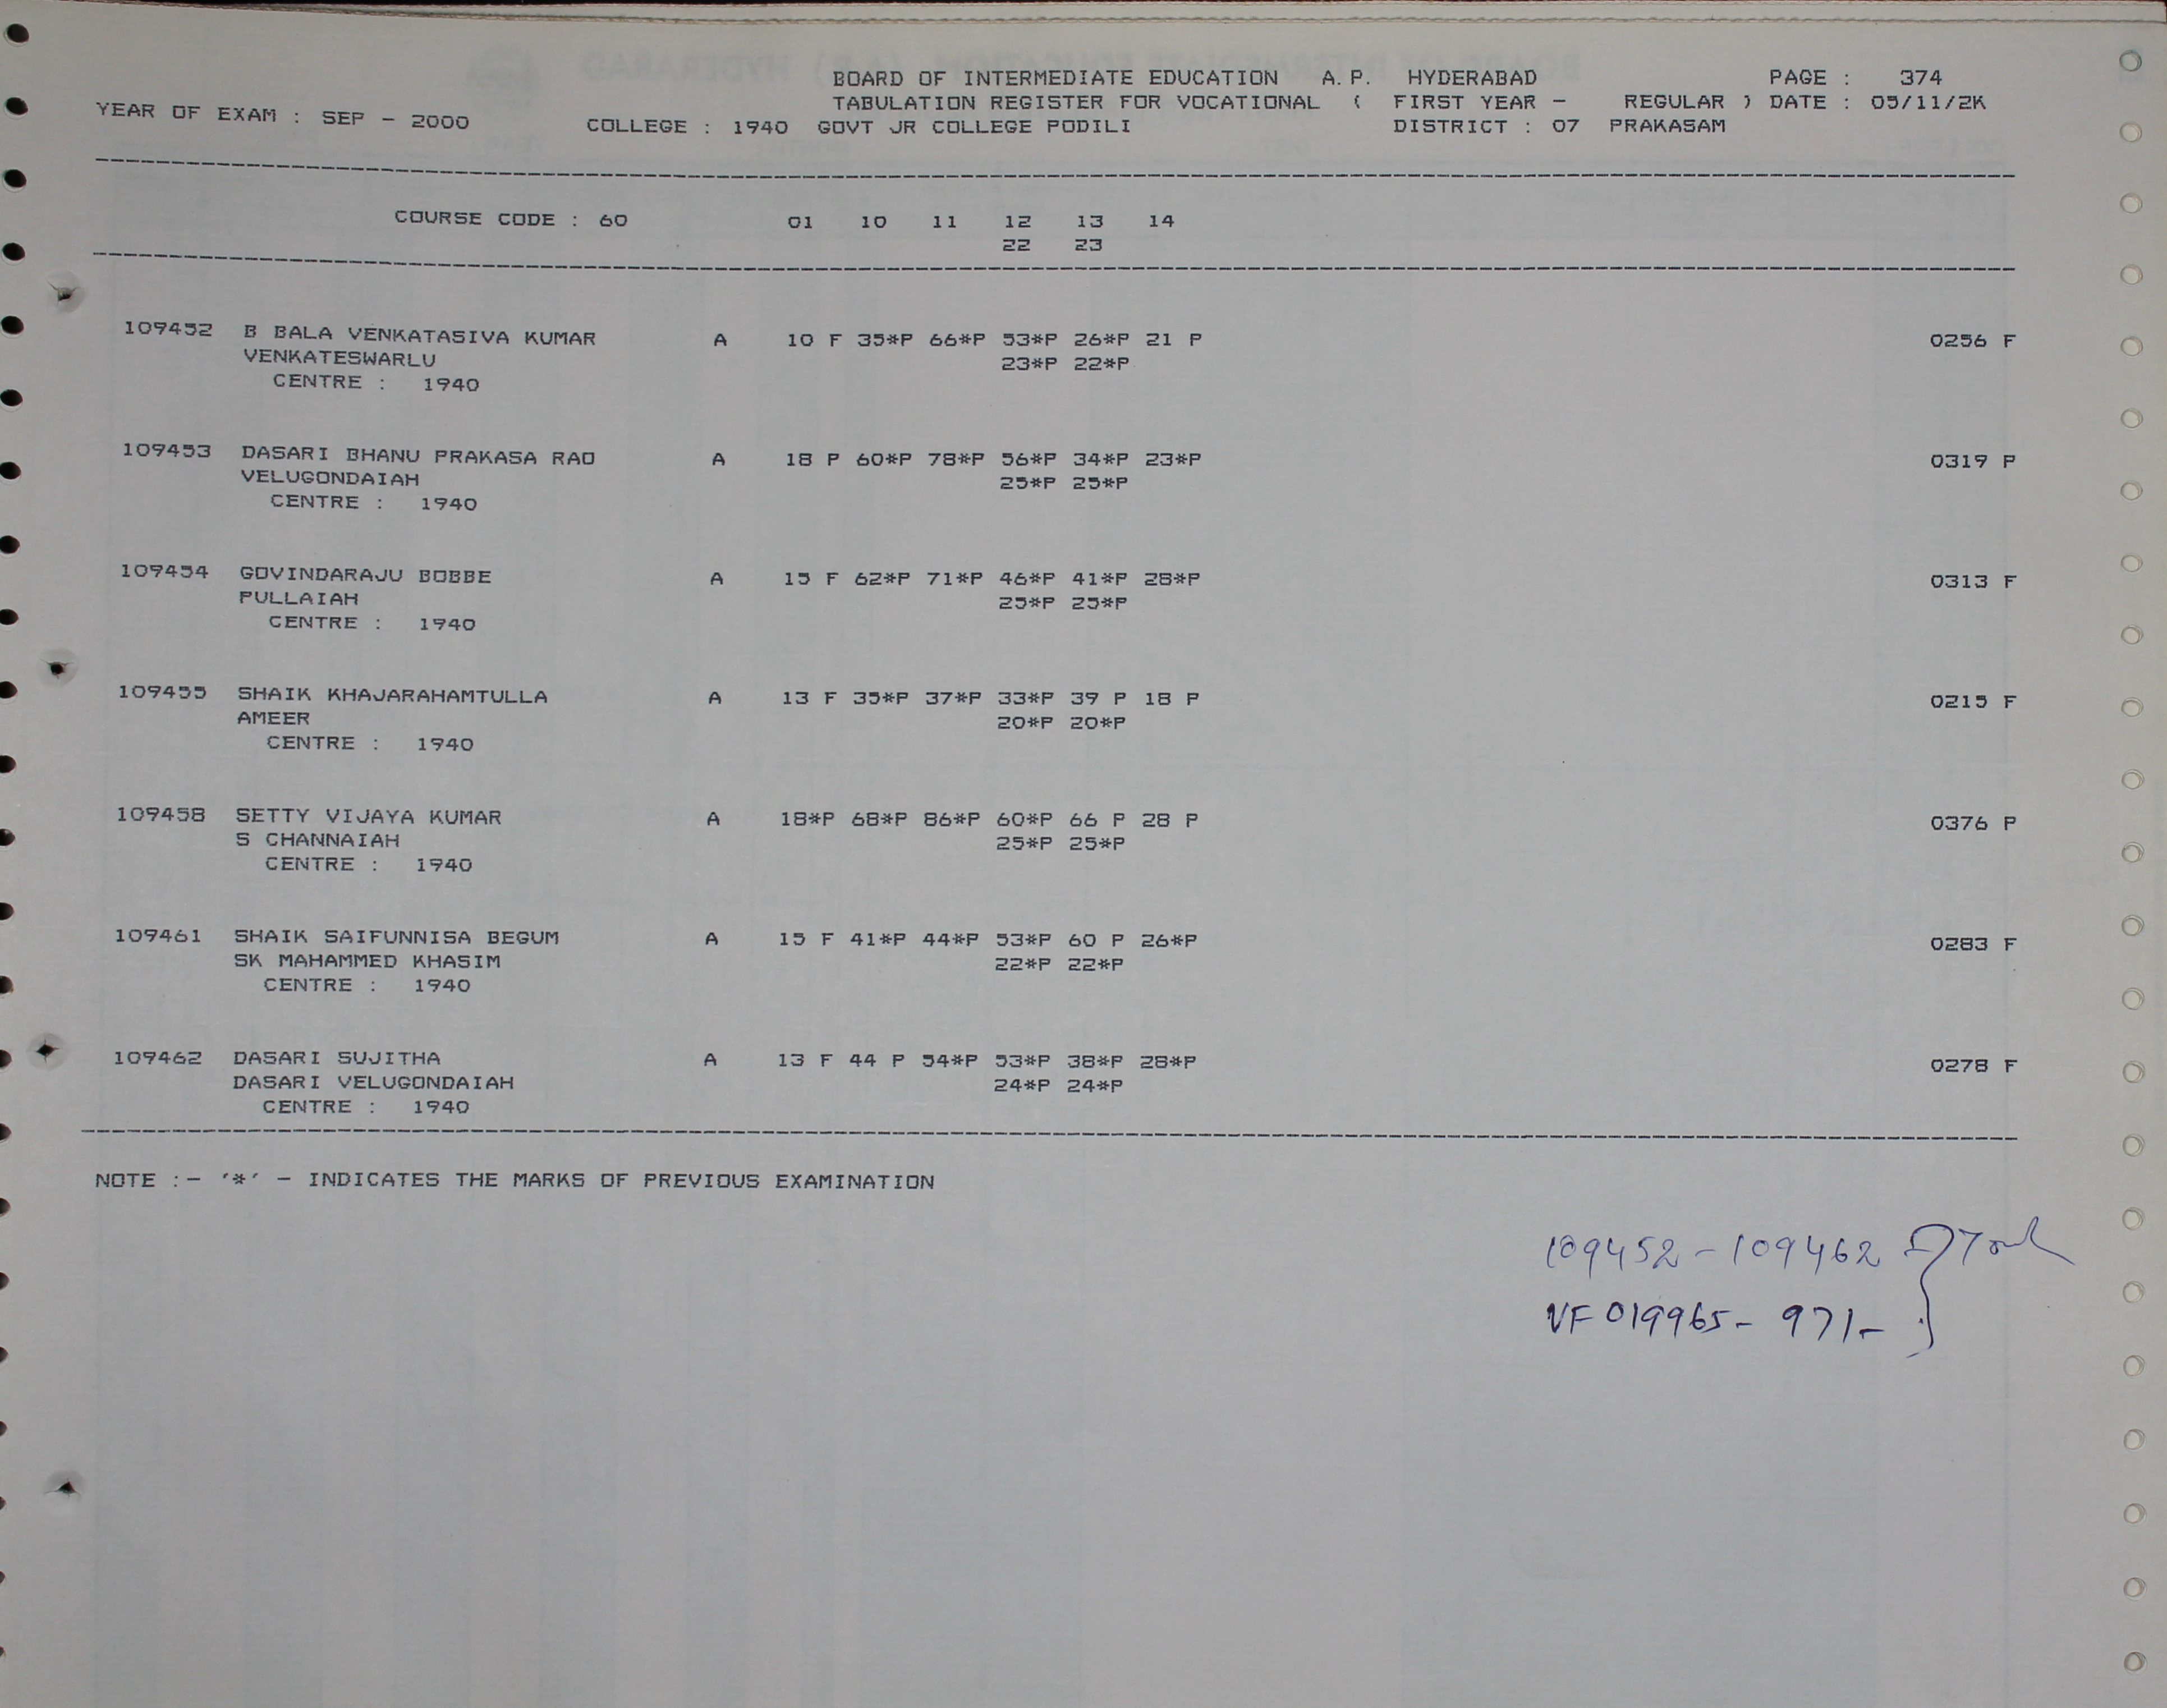 BOARD OF INTERMEDIATE EDUCATION A.P. HYDERABAD PAGE : 374
YEAR OF EXAM : SEP - 2000 TABULATION REGISTER FOR VOCATIONAL ( FIRST YEAR - REGULAR ) DATE : 05/11/2K
COLLEGE : 1940 GOVT JR COLLEGE PODILI DISTRICT : 07 PRAKASAM
COURSE CODE : 60 01 10 11 12 13 14
22 23
109452 B BALA VENKATASIVA KUMAR A 10 F 35*P 66*P 53*P 26*P 21 P 0256 F
VENKATESWARLU 23*P 22*P
CENTRE : 1940
109453 DASARI BHANU PRAKASA RAO A 18 P 60*P 78*P 56*P 34*P 23*P 0319 P
VELUGONDAIAH 25*P 25*P
CENTRE : 1940
109454 GOVINDARAJU BOBBE A 15 F 62*P 71*P 46*P 41*P 28*P 0313 F
PULLAIAH 25*P 25*P
CENTRE : 1940
109455 SHAIK KHAJARAHAMTULLA A 13 F 35*P 37*P 33*P 39 P 18 P 0215 F
AMEER 20*P 20*P
CENTRE : 1940
109458 SETTY VIJAYA KUMAR A 18*P 68*P 86*P 60*P 66 P 28 P 0376 P
S CHANNAIAH 25*P 25*P
CENTRE : 1940
109461 SHAIK SAIFUNNISA BEGUM A 15 F 41*P 44*P 53*P 60 P 26*P 0283 F
SK MAHAMMED KHASIM 22*P 22*P
CENTRE : 1940
109462 DASARI SUJITHA A 13 F 44 P 54*P 53*P 38*P 28*P 0278 F
DASARI VELUGONDAIAH 24*P 24*P
CENTRE : 1940
NOTE :- '*' - INDICATES THE MARKS OF PREVIOUS EXAMINATION
109452 - 109462
VF 019965 - 971 -